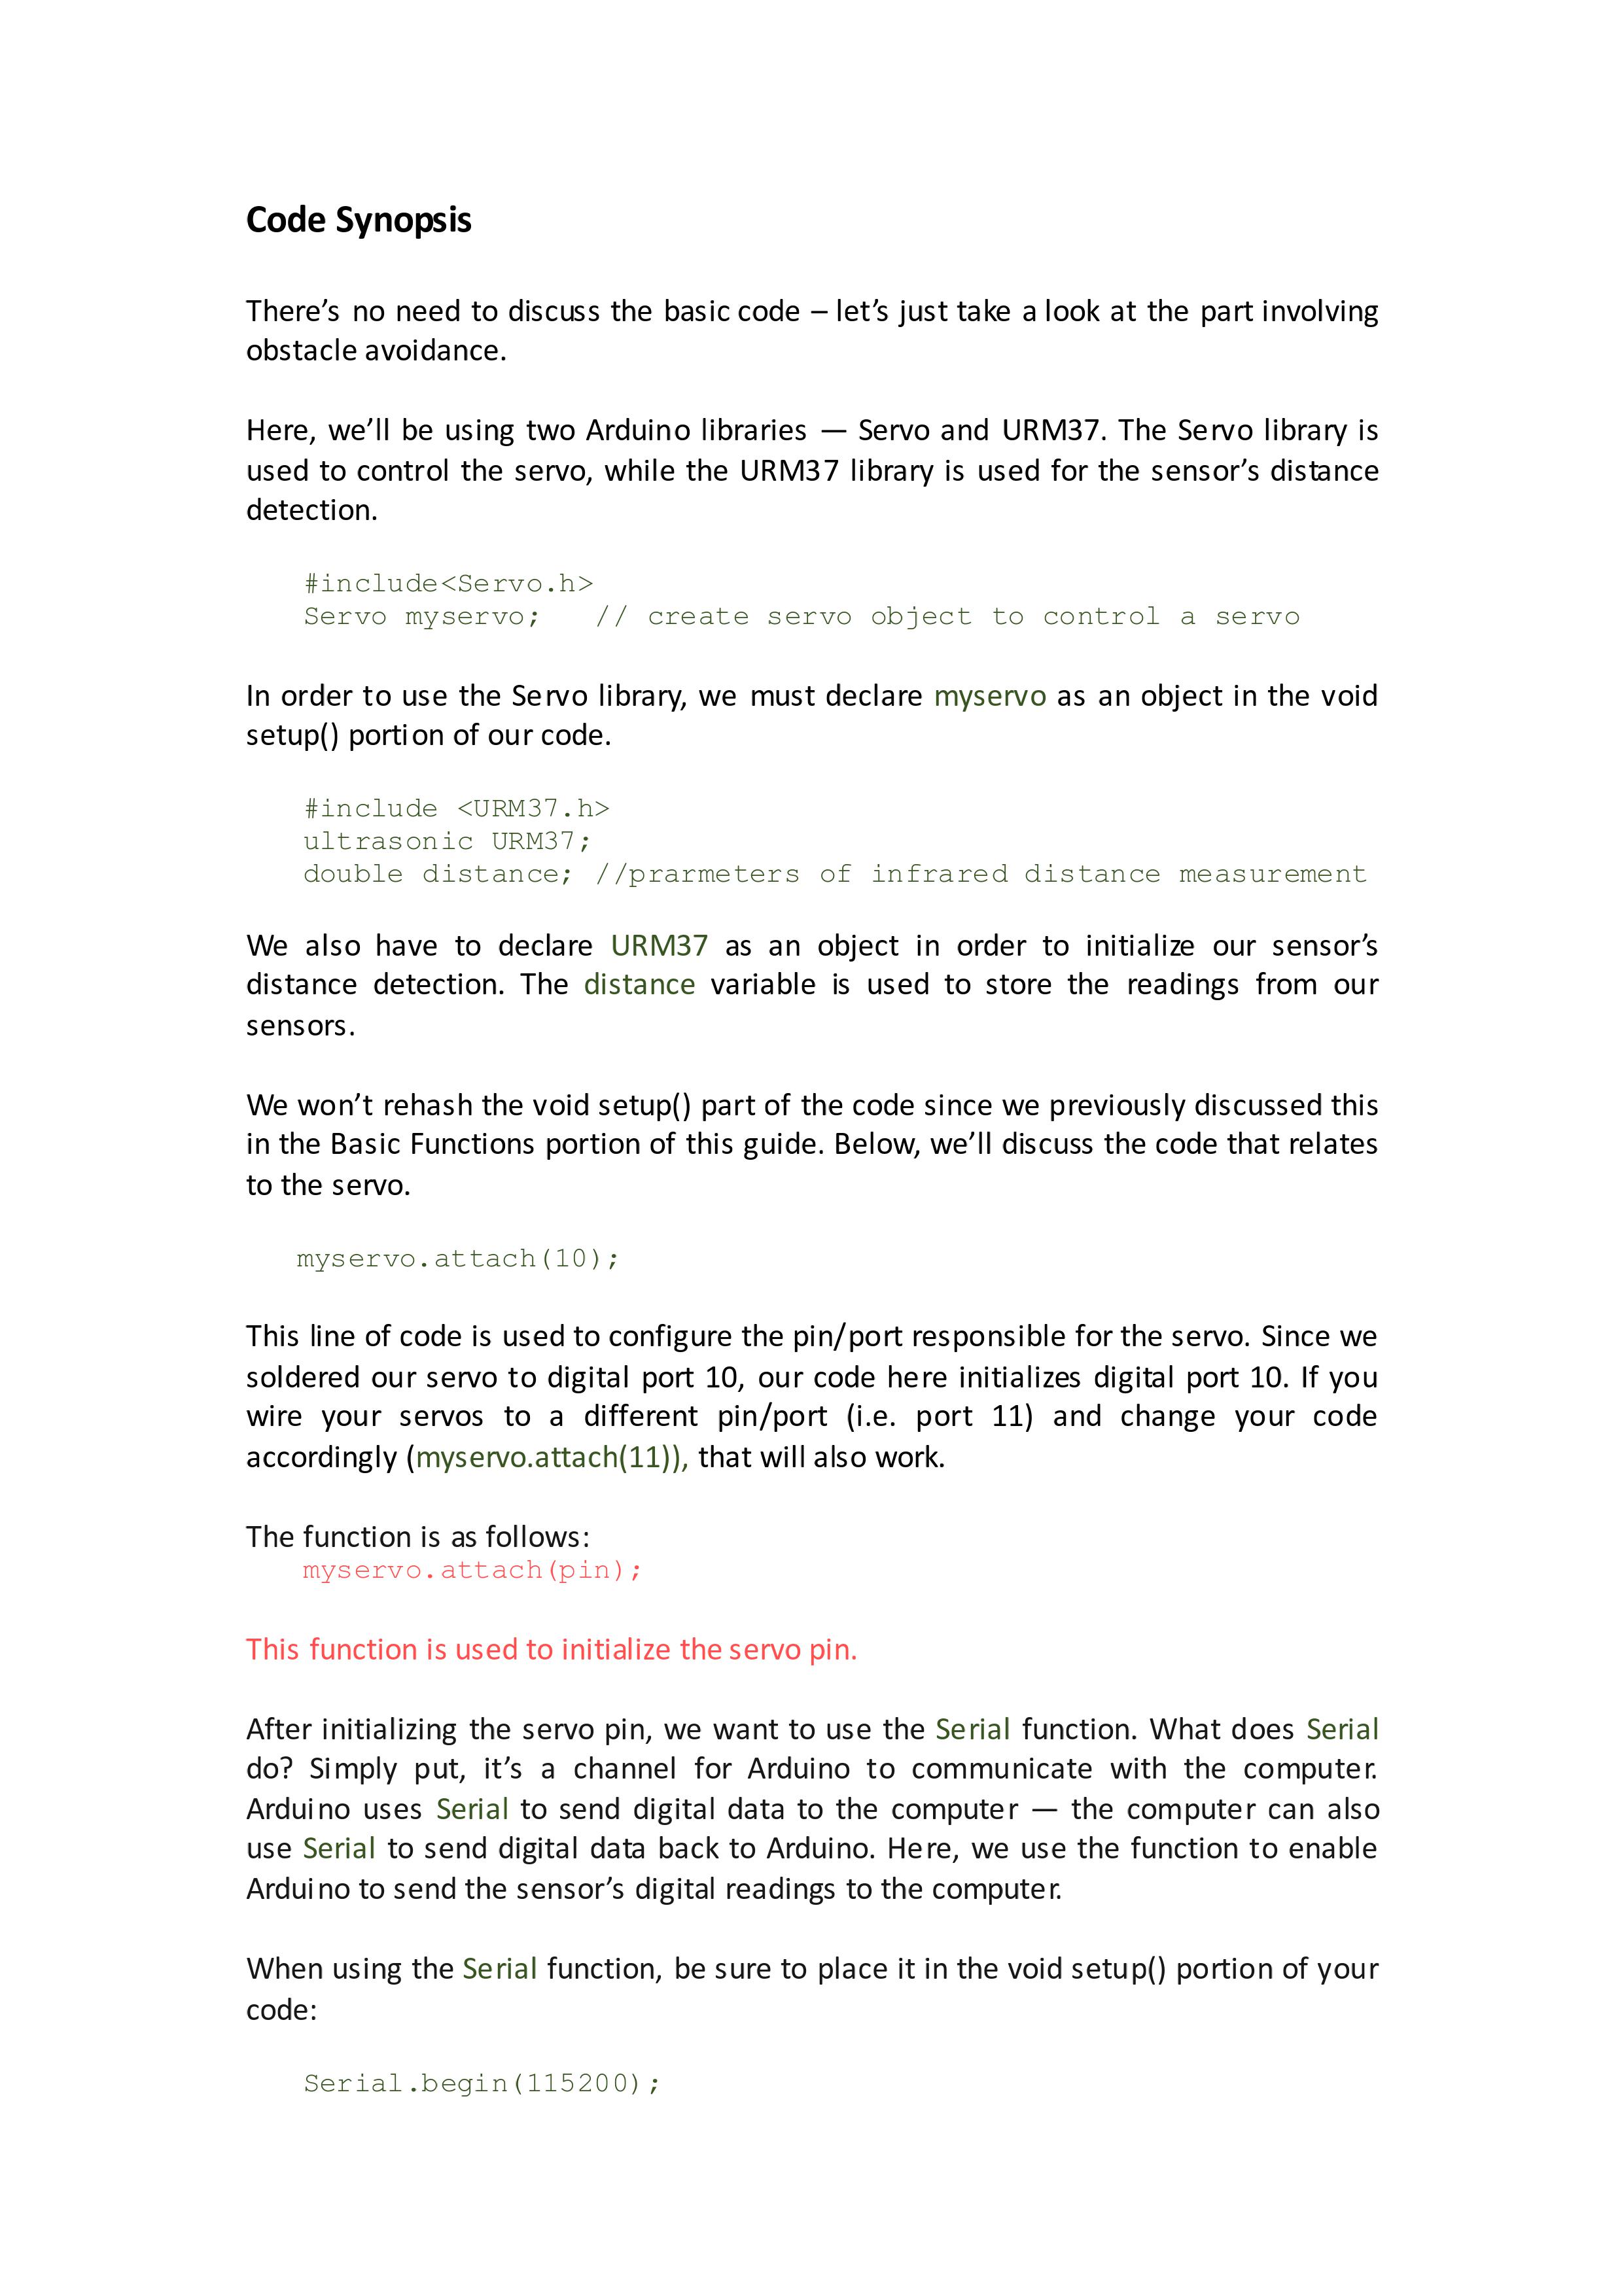 Code Synopsis
There’s no need to discuss the basic code – let’s just take a look at the part involving
obstacle avoidance.
Here, we’ll be using two Arduino libraries — Servo and URM37. The Servo library is
used to control the servo, while the URM37 library is used for the sensor’s distance
detection.
#include<Servo.h>
Servo myservo;   // create servo object to control a servo
In order to use the Servo library, we must declare myservo as an object in the void
setup() portion of our code.
#include <URM37.h>
ultrasonic URM37;
double distance; //prarmeters of infrared distance measurement
We also have to declare URM37 as an object in order to initialize our sensor’s
distance detection. The distance variable is used to store the readings from our
sensors.
We won’t rehash the void setup() part of the code since we previously discussed this
in the Basic Functions portion of this guide. Below, we’ll discuss the code that relates
to the servo.
myservo.attach(10);
This line of code is used to configure the pin/port responsible for the servo. Since we
soldered our servo to digital port 10, our code here initializes digital port 10. If you
wire your servos to a different pin/port (i.e. port 11) and change your code
accordingly (myservo.attach(11)), that will also work.
The function is as follows:
myservo.attach(pin);
This function is used to initialize the servo pin.
After initializing the servo pin, we want to use the Serial function. What does Serial
do? Simply put, it’s a channel for Arduino to communicate with the computer.
Arduino uses Serial to send digital data to the computer — the computer can also
use Serial to send digital data back to Arduino. Here, we use the function to enable
Arduino to send the sensor’s digital readings to the computer.
When using the Serial function, be sure to place it in the void setup() portion of your
code:
Serial.begin(115200);